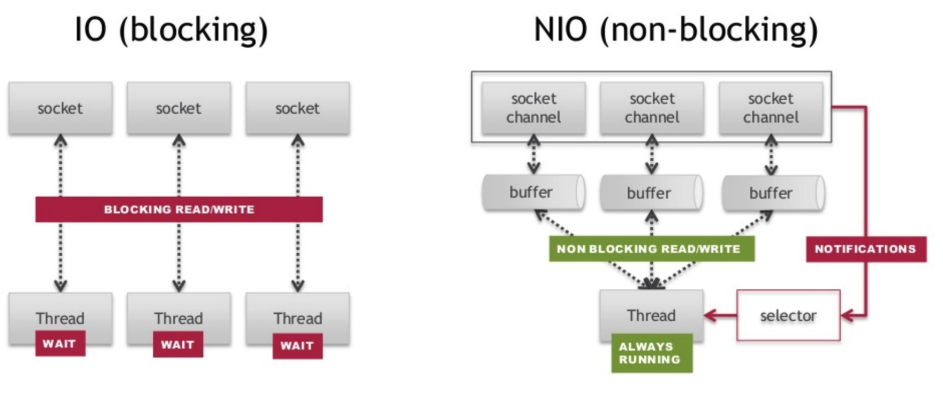 IO (blocking)
socket
socket
socket
BLOCKING READ/WRITE
Thread
WAIT
Thread
WAIT
Thread
WAIT
NIO (non-blocking)
socket
channel
socket
channel
socket
channel
buffer
buffer
buffer
NON BLOCKING READ/WRITE
NOTIFICATIONS
Thread
ALWAYS
RUNNING
selector